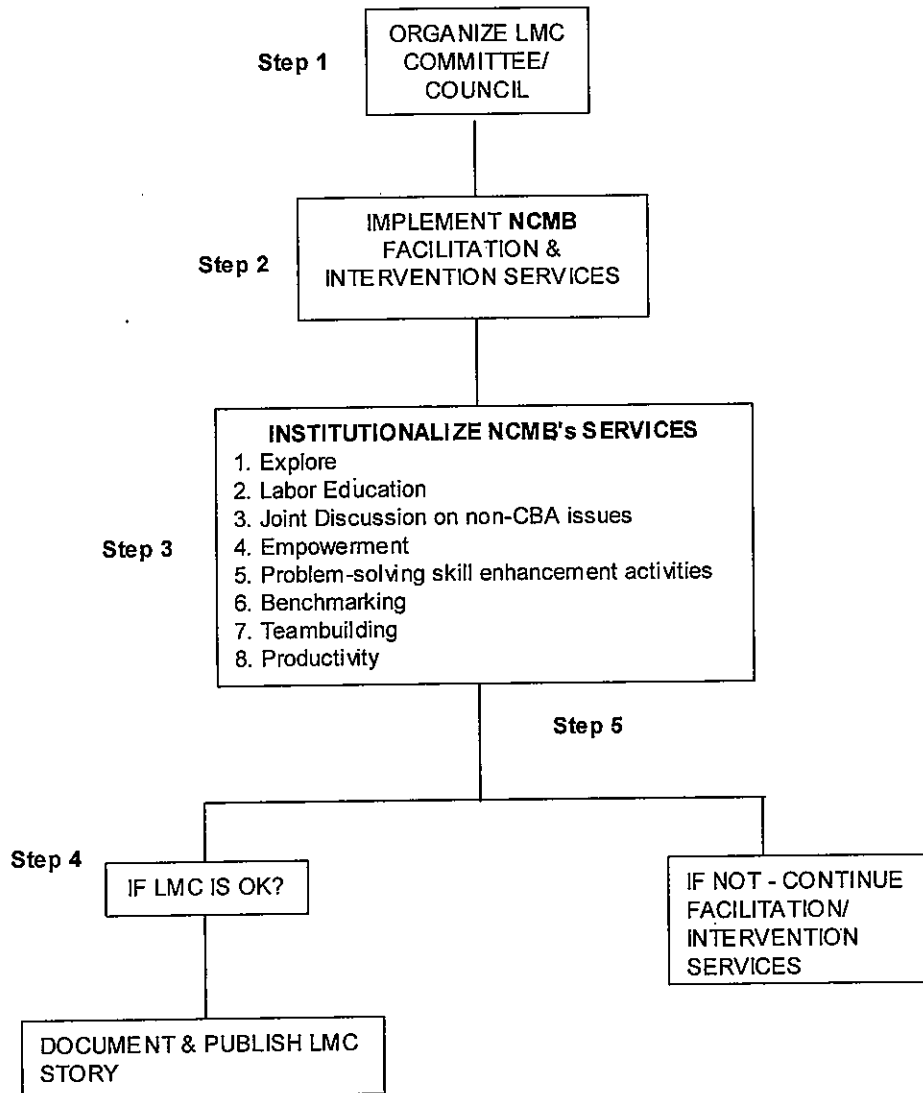 Step 1
ORGANIZE LMC
COMMITTEE/
COUNCIL
Step 2
IMPLEMENT NCMB
FACILITATION &
INTERVENTION SERVICES
Step 3
INSTITUTIONALIZE NCMB's SERVICES
1. Explore
2. Labor Education
3. Joint Discussion on non-CBA issues
4. Empowerment
5. Problem-solving skill enhancement activities
6. Benchmarking
7. Teambuilding
8. Productivity
Step 5
Step 4
IF LMC IS OK?
IF NOT - CONTINUE
FACILITATION/
INTERVENTION
SERVICES
DOCUMENT & PUBLISH LMC
STORY